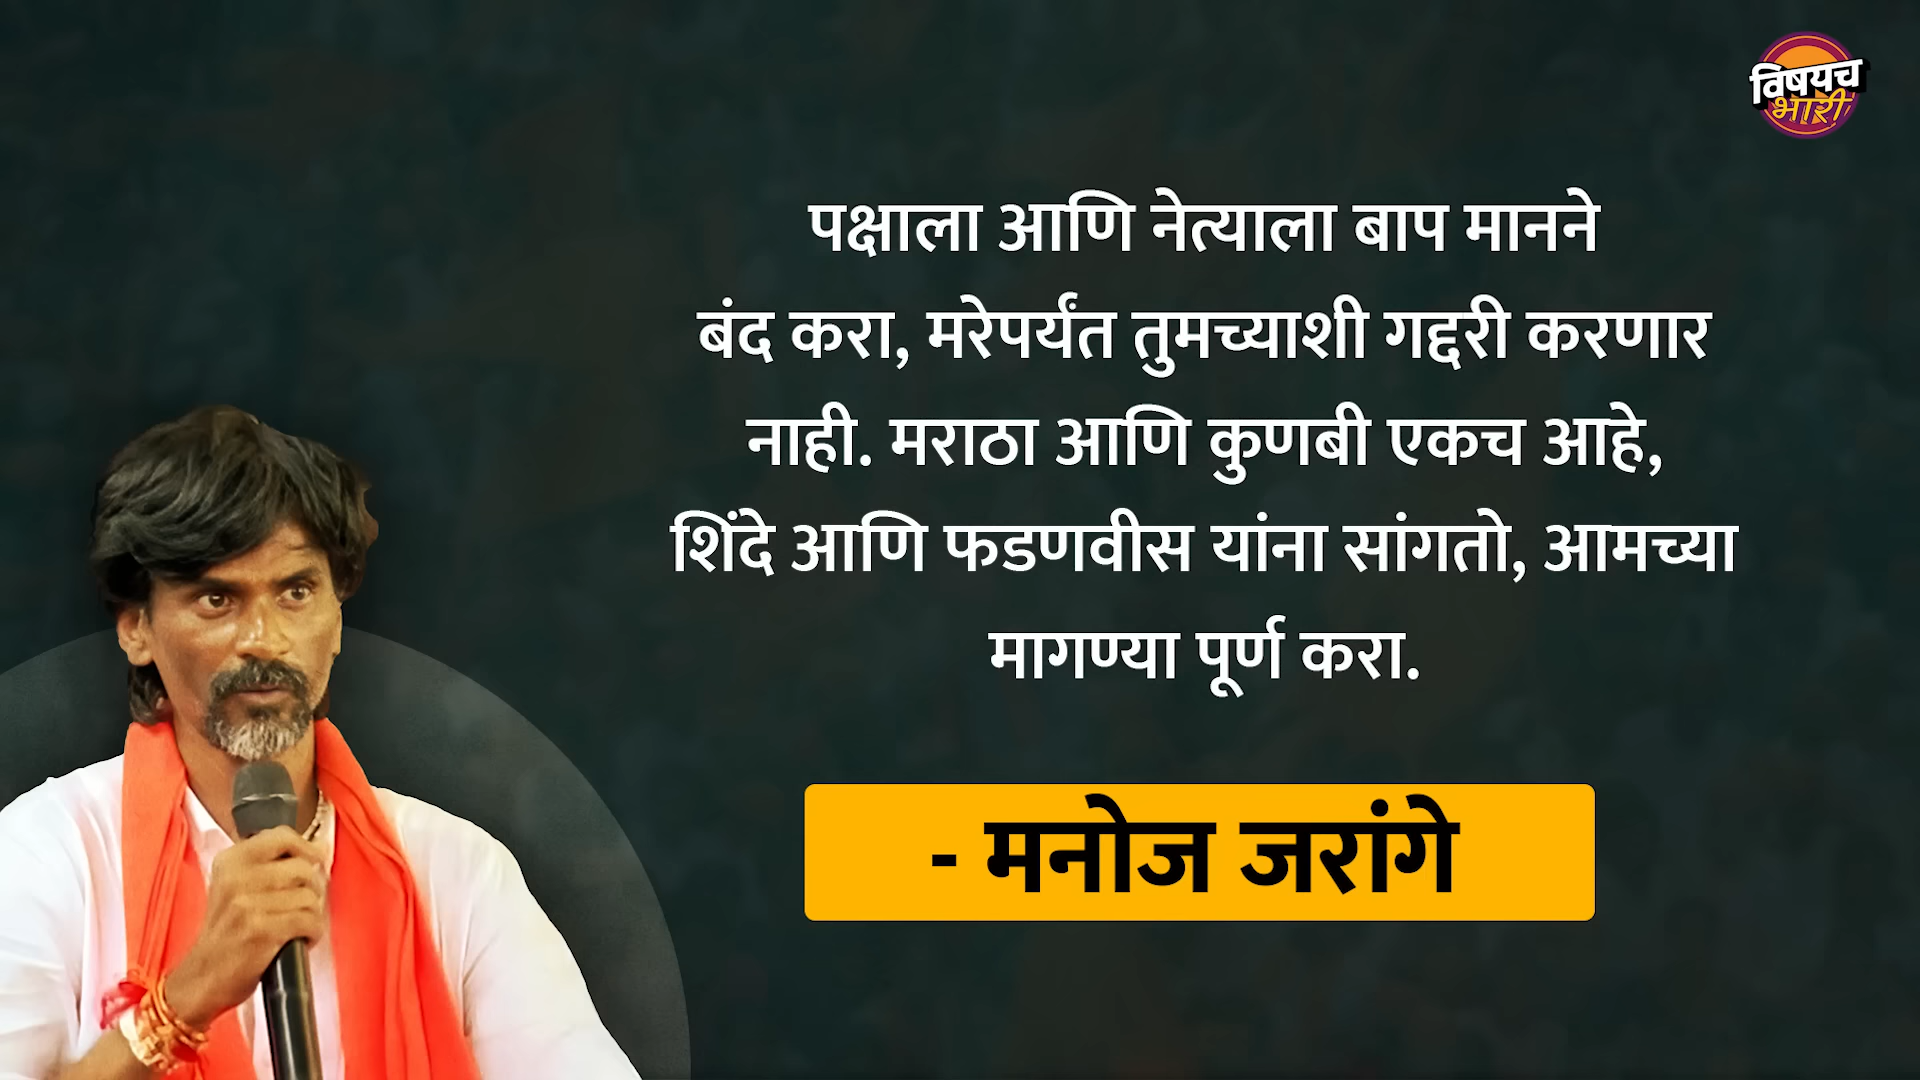 विषयच
भारी
पक्षाला आणि नेत्याला बाप मानने
बंद करा, मरेपर्यंत तुमच्याशी गद्दरी करणार
नाही. मराठा आणि कुणबी एकच आहे,
शिंदे आणि फडणवीस यांना सांगतो, आमच्या
मागण्या पूर्ण करा.
- मनोज जरांगे